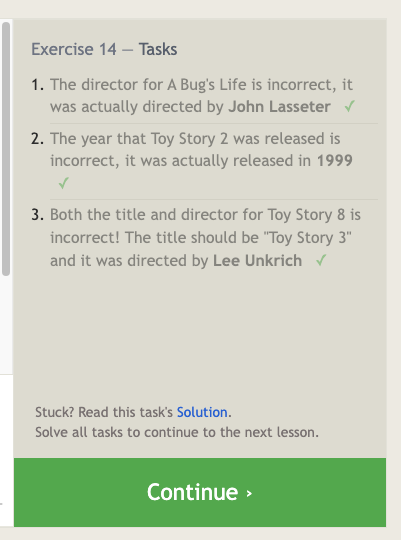 Exercise 14 — Tasks
1. The director for A Bug's Life is incorrect, it
was actually directed by John Lasseter ✓
2. The year that Toy Story 2 was released is
incorrect, it was actually released in 1999
✓
3. Both the title and director for Toy Story 8 is
incorrect! The title should be "Toy Story 3"
and it was directed by Lee Unkrich ✓
Stuck? Read this task's Solution.
Solve all tasks to continue to the next lesson.
Continue ›